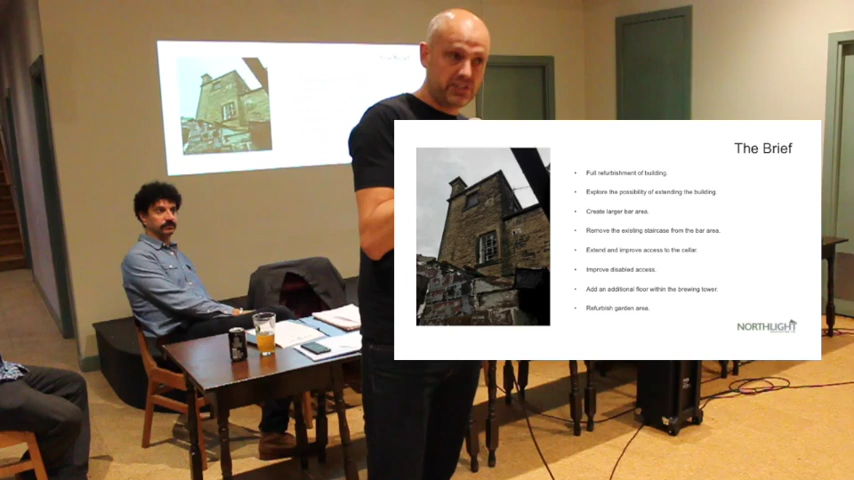 The Brief
• Full refurbishment of building.
• Explore the possibility of extending the building.
• Create larger bar area.
• Remove the existing staircase from the bar area.
• Extend and improve access to the cellar.
• Improve disabled access.
• Add an additional floor within the brewing tower.
• Refurbish garden area.
NORTHLIGHT